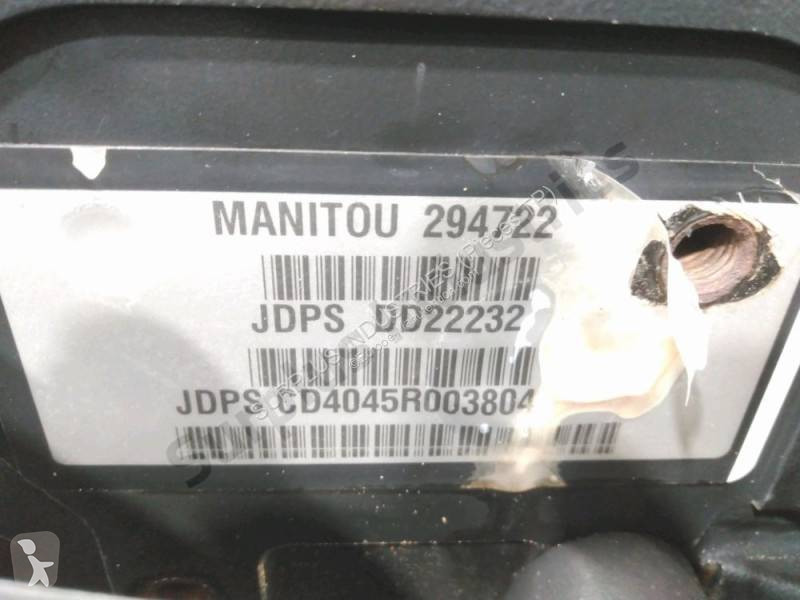 MANITOU 294722
JDPS DD22232
JDPS CD4045R003804